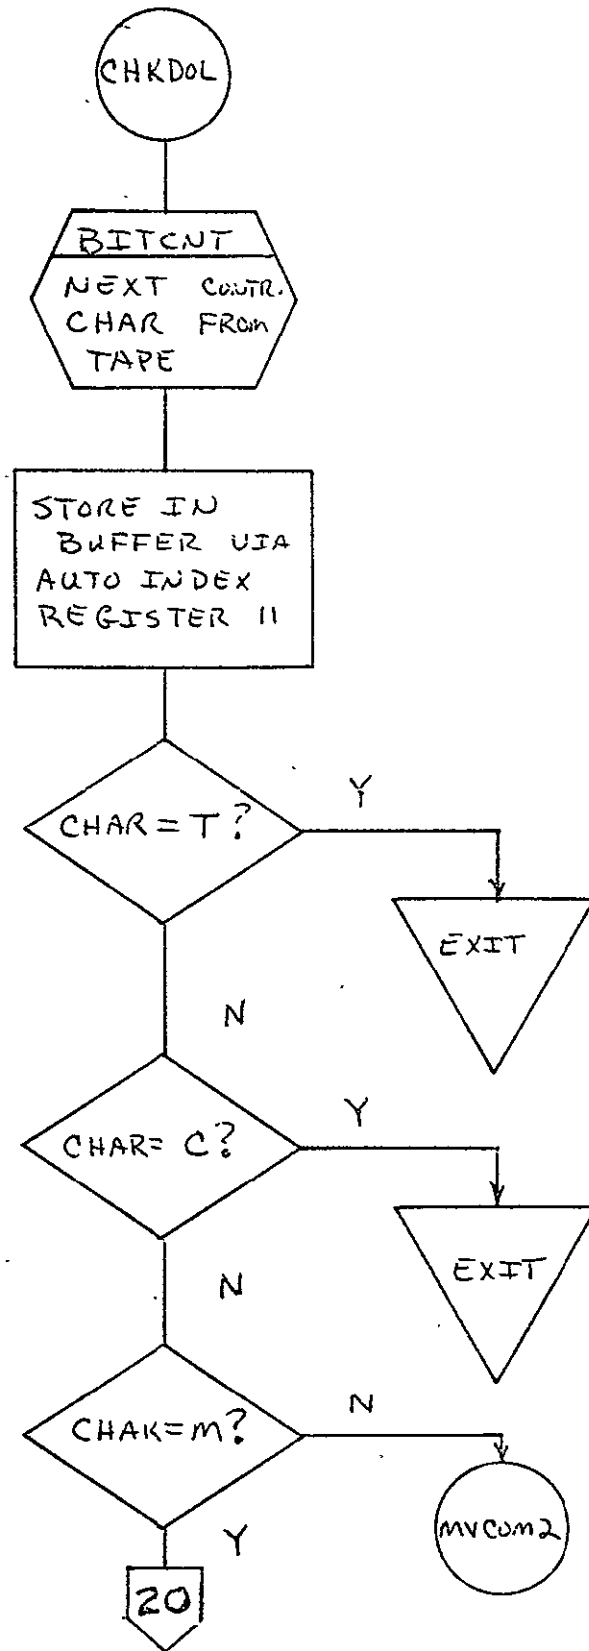 CHKDOL
BITCNT
NEXT CONTR.
CHAR FROM
TAPE
STORE IN
BUFFER VIA
AUTO INDEX
REGISTER 11
CHAR = T?
Y
EXIT
N
CHAR = C?
Y
EXIT
N
CHAR = M?
N
MVCOM2
Y
20